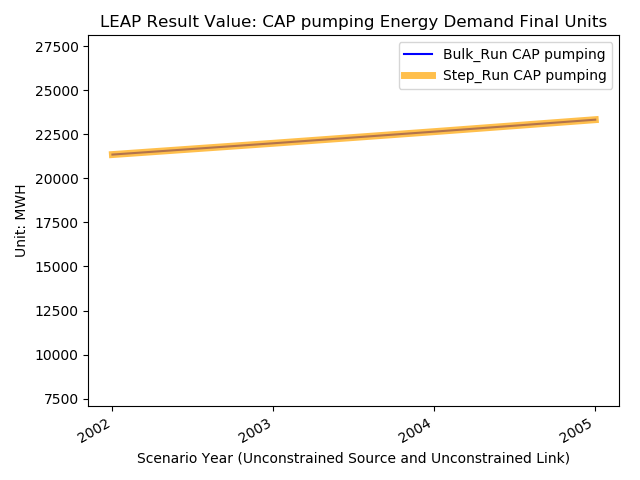 LEAP Result Value: CAP pumping Energy Demand Final Units
Bulk_Run CAP pumping
Step_Run CAP pumping
Unit: MWH
27500
25000
22500
20000
17500
15000
12500
10000
7500
2002
2003
2004
2005
Scenario Year (Unconstrained Source and Unconstrained Link)